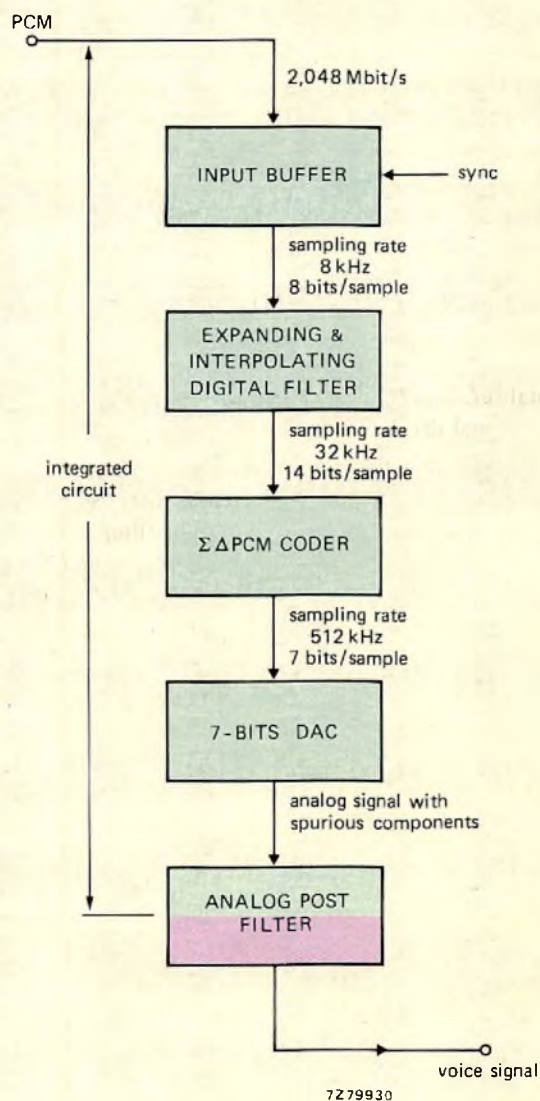 PCM
2,048 Mbit/s
INPUT BUFFER
sync
sampling rate
8 kHz
8 bits/sample
EXPANDING &
INTERPOLATING
DIGITAL FILTER
sampling rate
32 kHz
14 bits/sample
integrated
circuit
Σ Δ PCM CODER
sampling rate
512 kHz
7 bits/sample
7-BITS DAC
analog signal with
spurious components
ANALOG POST
FILTER
voice signal
7Z79930